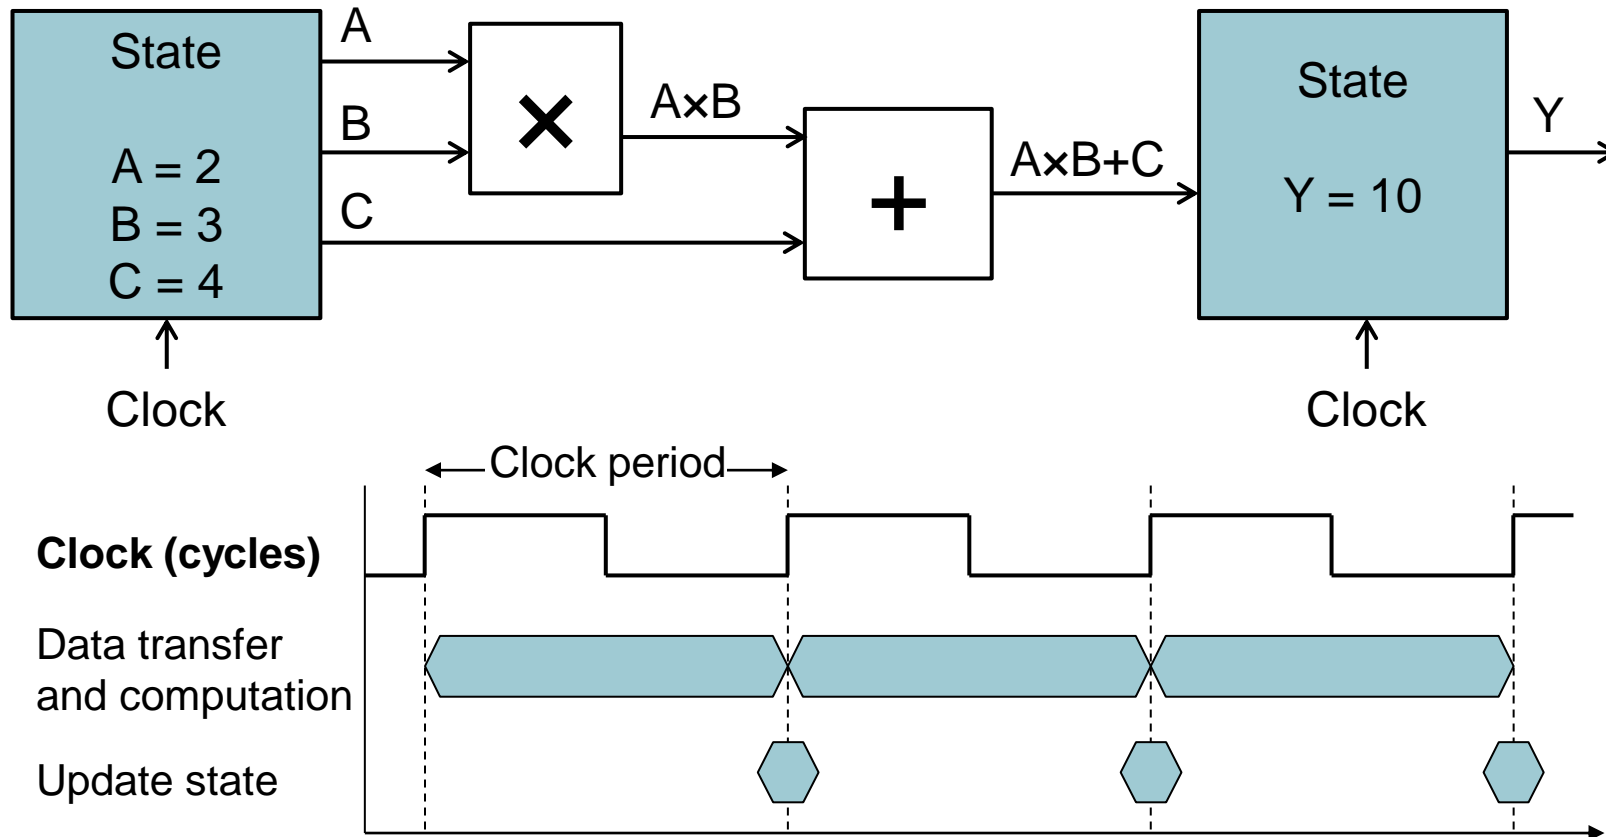 State
A = 2
B = 3
C = 4
A
B
C
×
A×B
+
A×B+C
State
Y = 10
Y
Clock
Clock
Clock period
Clock (cycles)
Data transfer
and computation
Update state